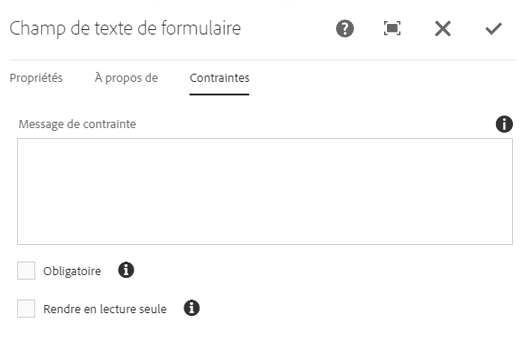 Champ de texte de formulaire
Propriétés À propos de Contraintes
Message de contrainte
Obligatoire
Rendre en lecture seule